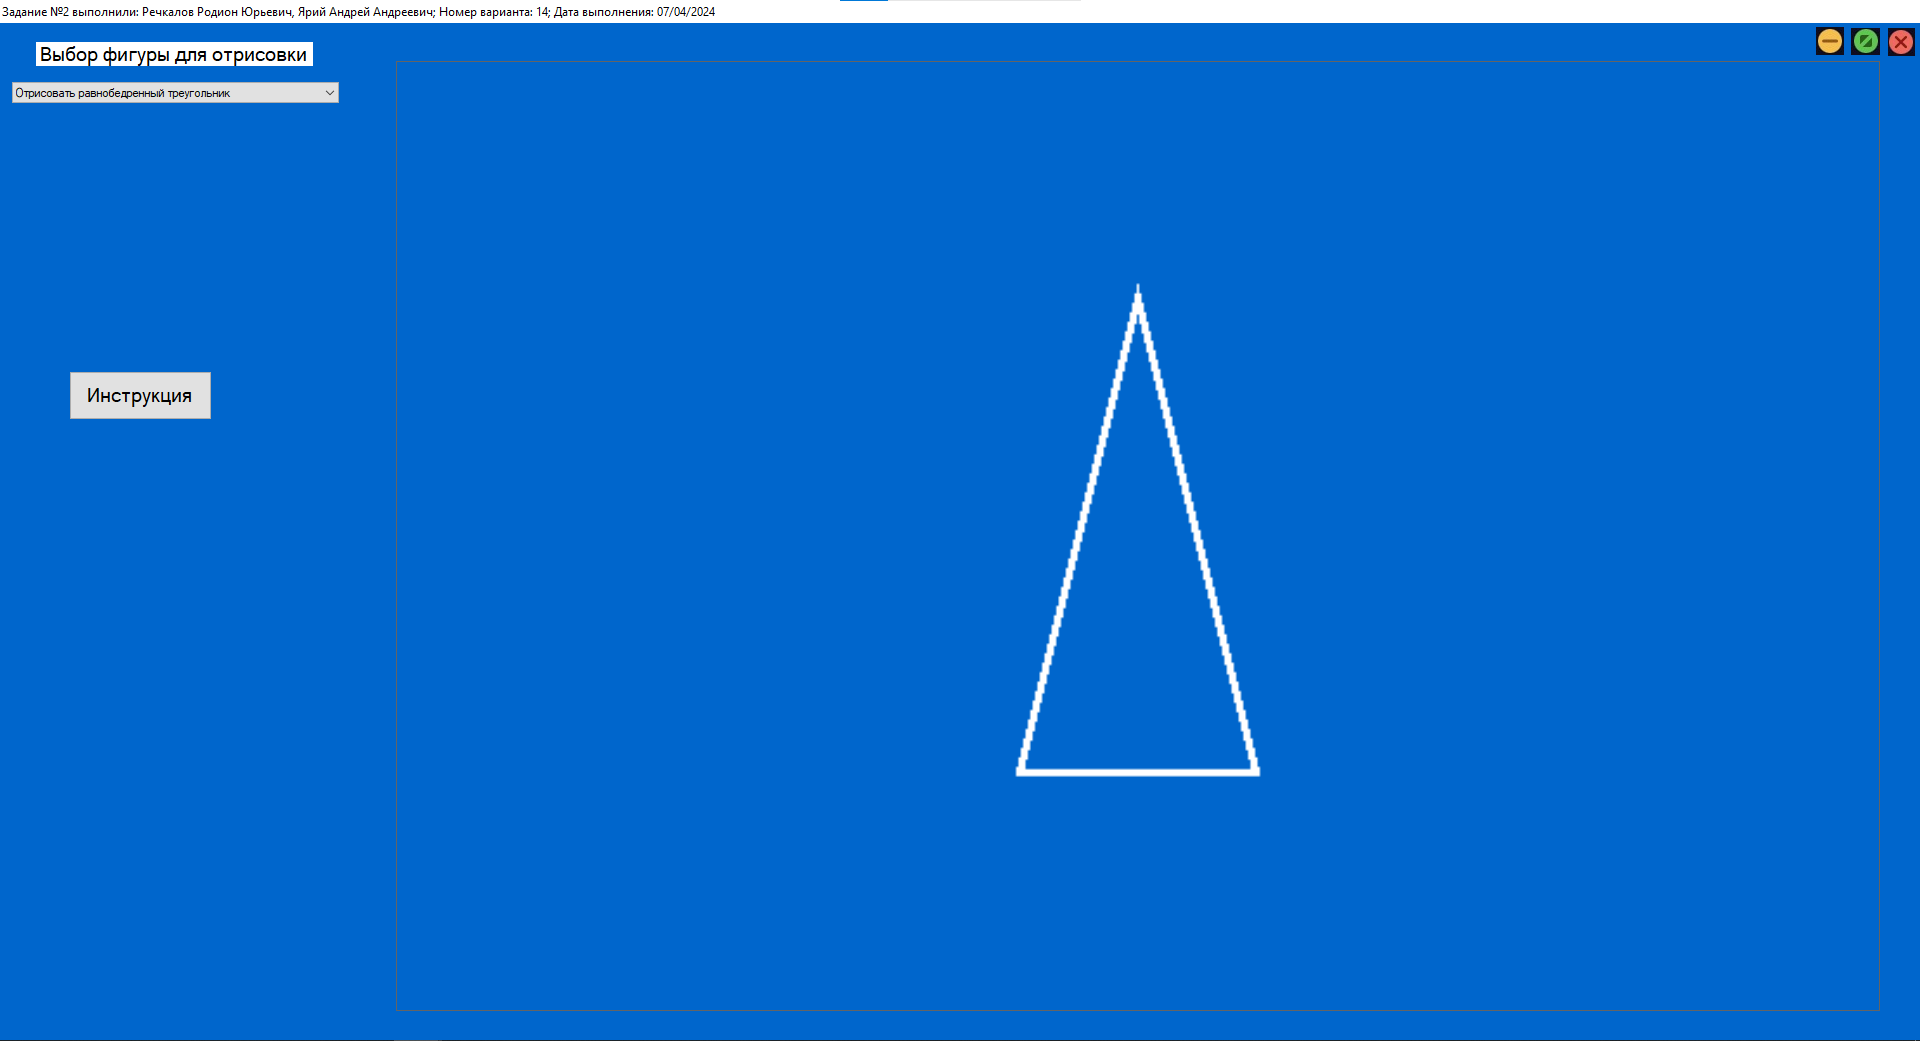 Задание №2 выполнили: Речкалов Родион Юрьевич, Ярий Андрей Андреевич; Номер варианта: 14; Дата выполнения: 07/04/2024
Выбор фигуры для отрисовки
Отрисовать равнобедренный треугольник
Инструкция